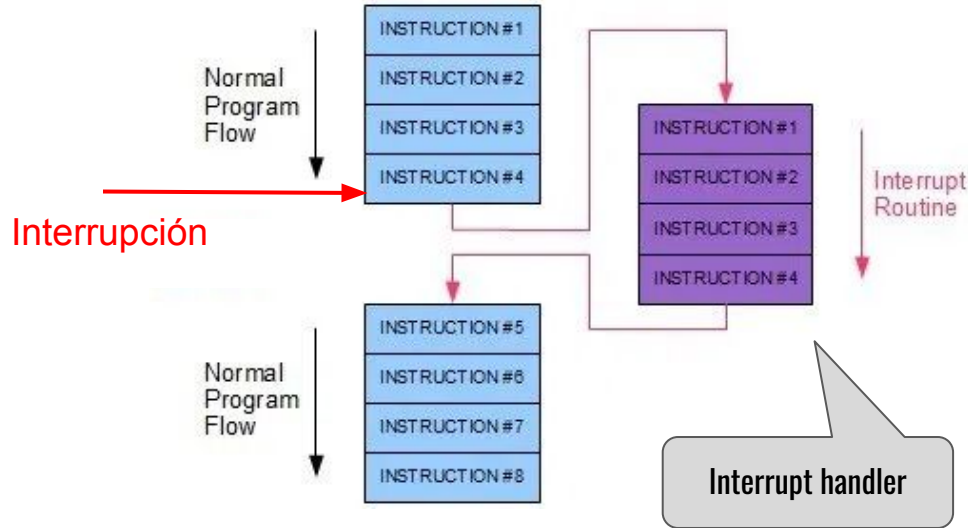 INSTRUCTION #1
INSTRUCTION #2
INSTRUCTION #3
INSTRUCTION #4
Normal
Program
Flow
Interrupción
INSTRUCTION #1
INSTRUCTION #2
INSTRUCTION #3
INSTRUCTION #4
Interrupt
Routine
INSTRUCTION #5
INSTRUCTION #6
INSTRUCTION #7
INSTRUCTION #8
Normal
Program
Flow
Interrupt handler